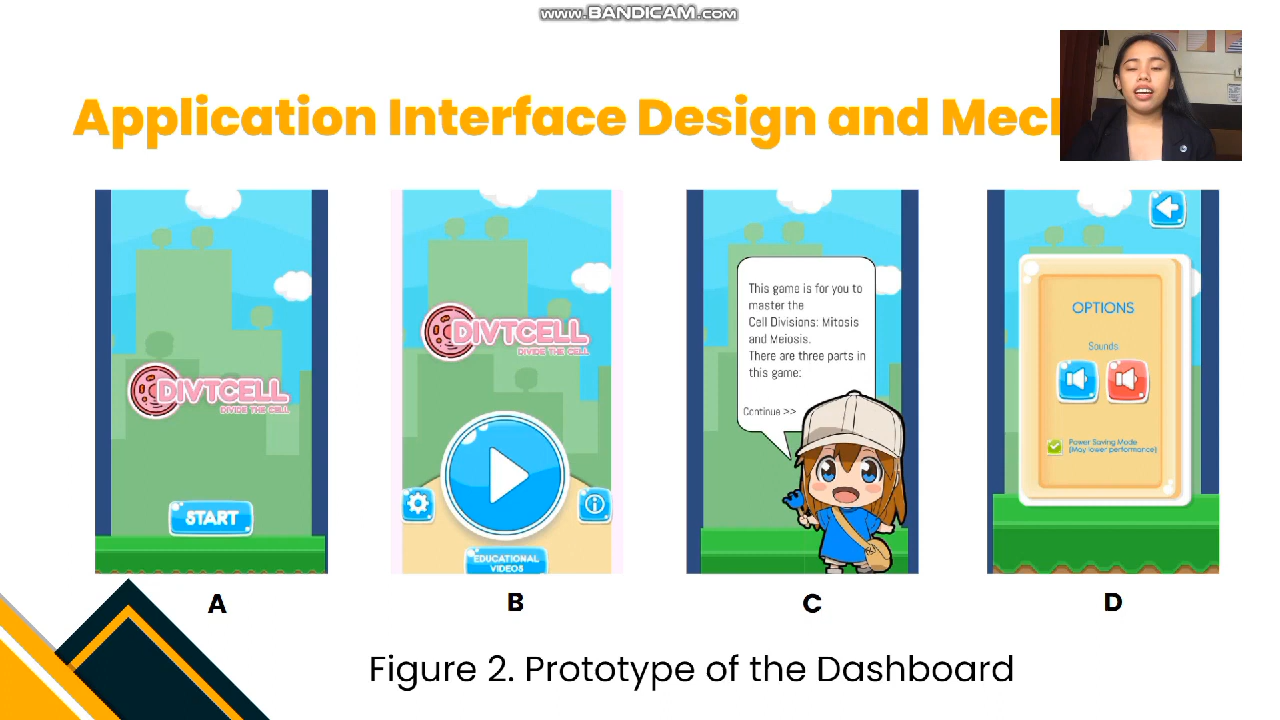 www.BANDICAM.com
Application Interface Design and Mech
DIVTCELL
DIVIDE THE CELL
START
A
DIVTCELL
DIVIDE THE CELL
EDUCATIONAL
VIDEOS
B
This game is for you to
master the
Cell Divisions: Mitosis
and Meiosis.
There are three parts in
this game:
Continue >>
C
OPTIONS
Sounds
Power Saving Mode
(May lower performance)
D
Figure 2. Prototype of the Dashboard